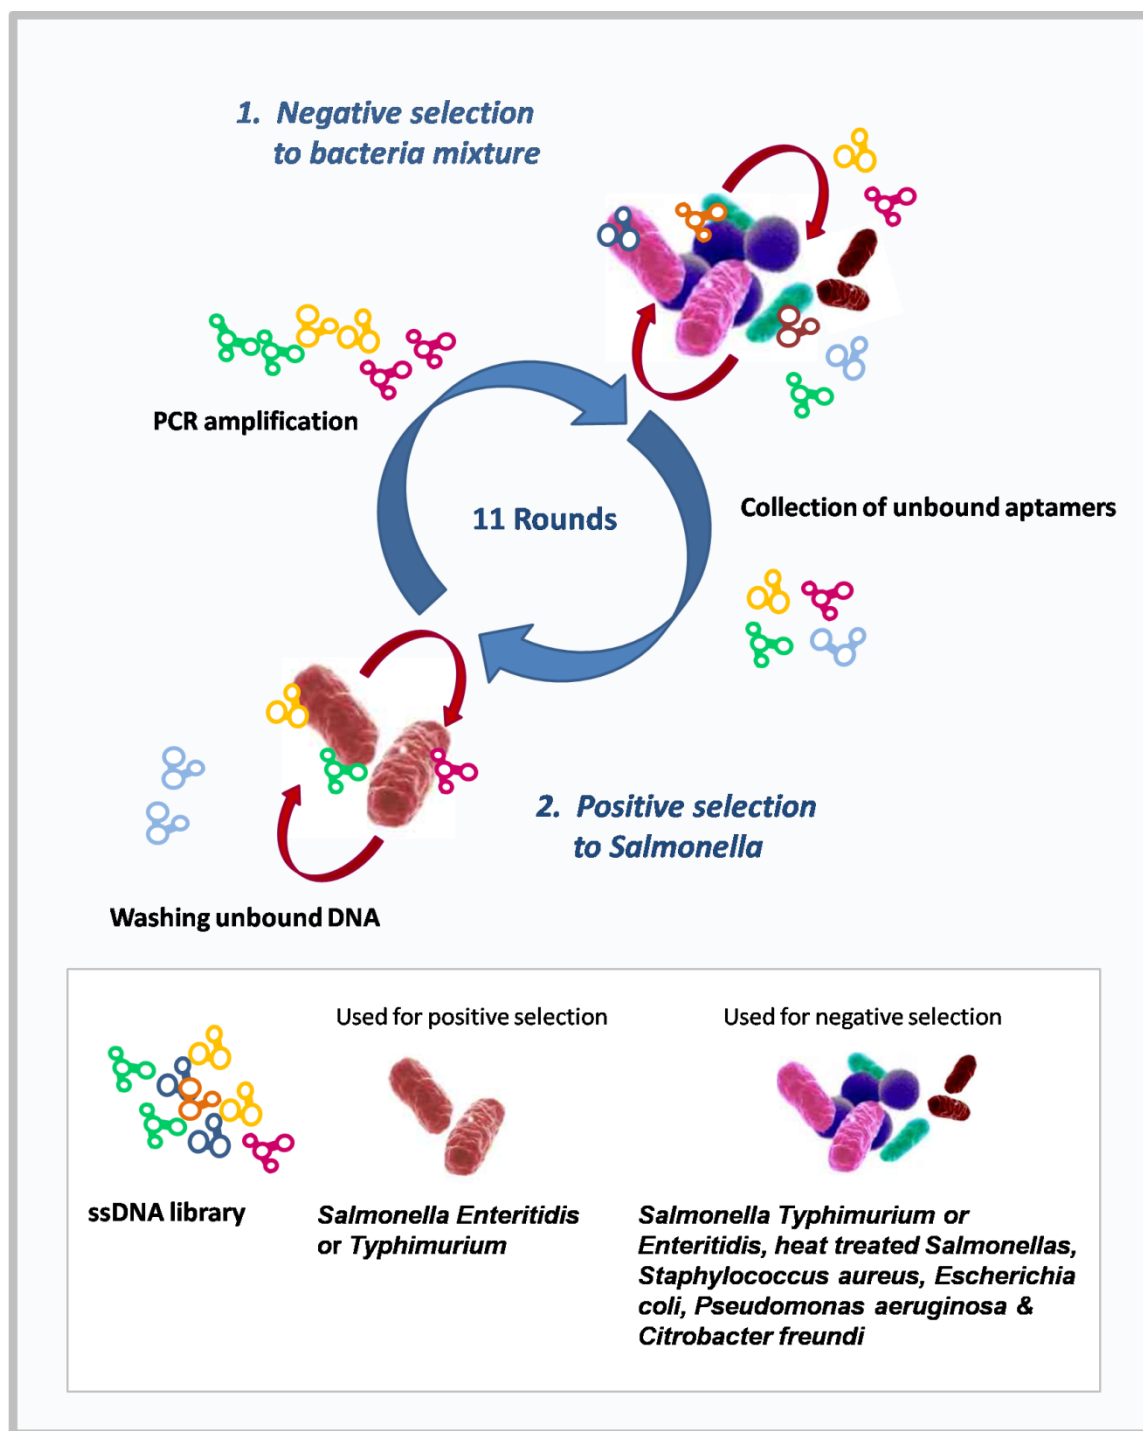 1. Negative selection
to bacteria mixture
PCR amplification
11 Rounds
Collection of unbound aptamers
2. Positive selection
to Salmonella
Washing unbound DNA
Used for positive selection
Used for negative selection
ssDNA library
Salmonella Enteritidis
or Typhimurium
Salmonella Typhimurium or
Enteritidis, heat treated Salmonellas,
Staphylococcus aureus, Escherichia
coli, Pseudomonas aeruginosa &
Citrobacter freundi